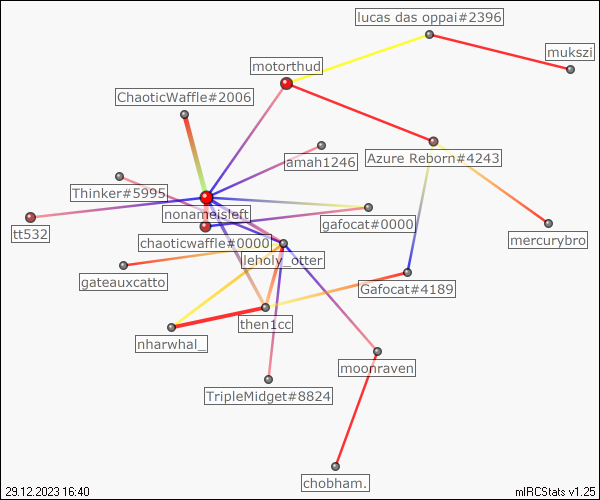 lucas das oppai#2396
mukszi
motorthud
ChaoticWaffle#2006
amah1246
Azure Reborn#4243
Thinker#5995
nonameisleft
gafocat#0000
tt532
chaoticwaffle#0000
mercurybro
leholy_otter
gateauxcatto
Gafocat#4189
then1cc
nharwhal_
moonraven
TripleMidget#8824
chobham.
29.12.2023 16:40
mIRCStats v1.25